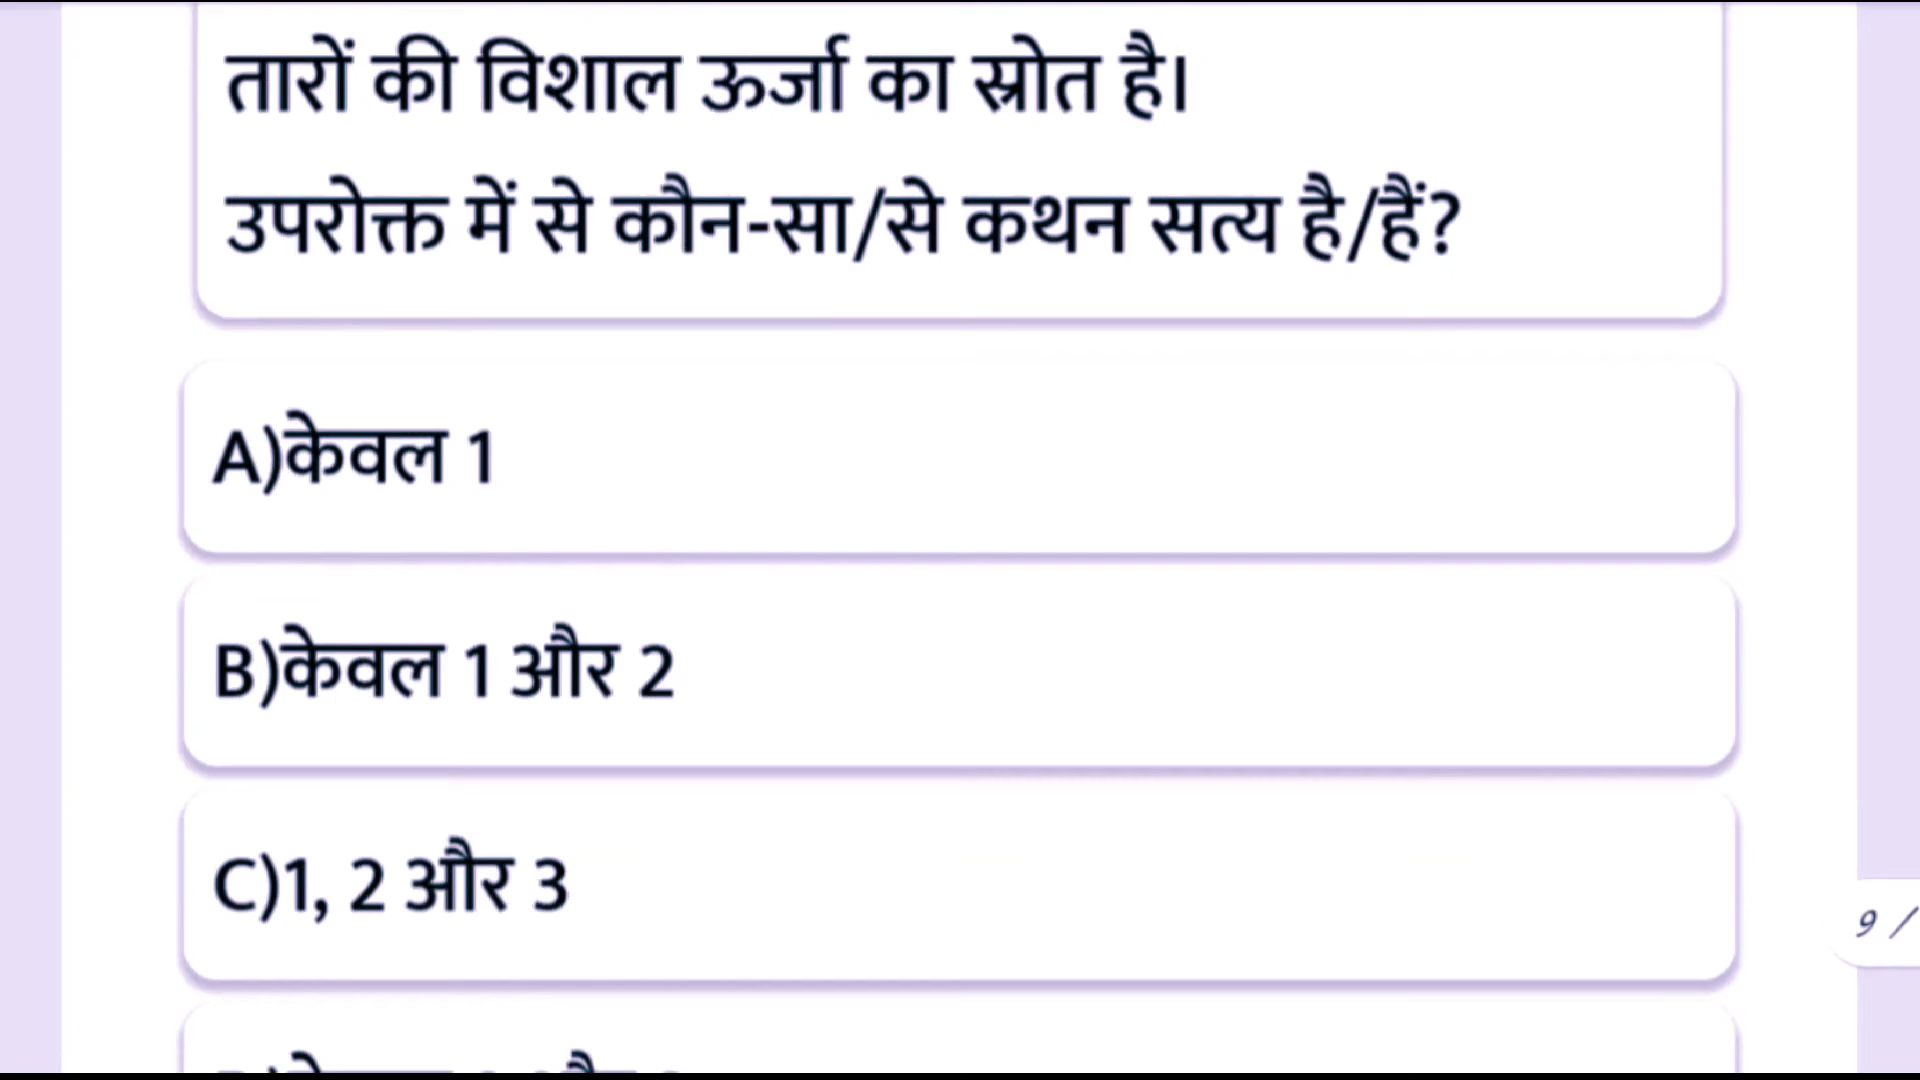 तारों की विशाल ऊर्जा का स्रोत है।
उपरोक्त में से कौन-सा/से कथन सत्य है/हैं?
A)केवल 1
B)केवल 1 और 2
C)1, 2 और 3
9 /